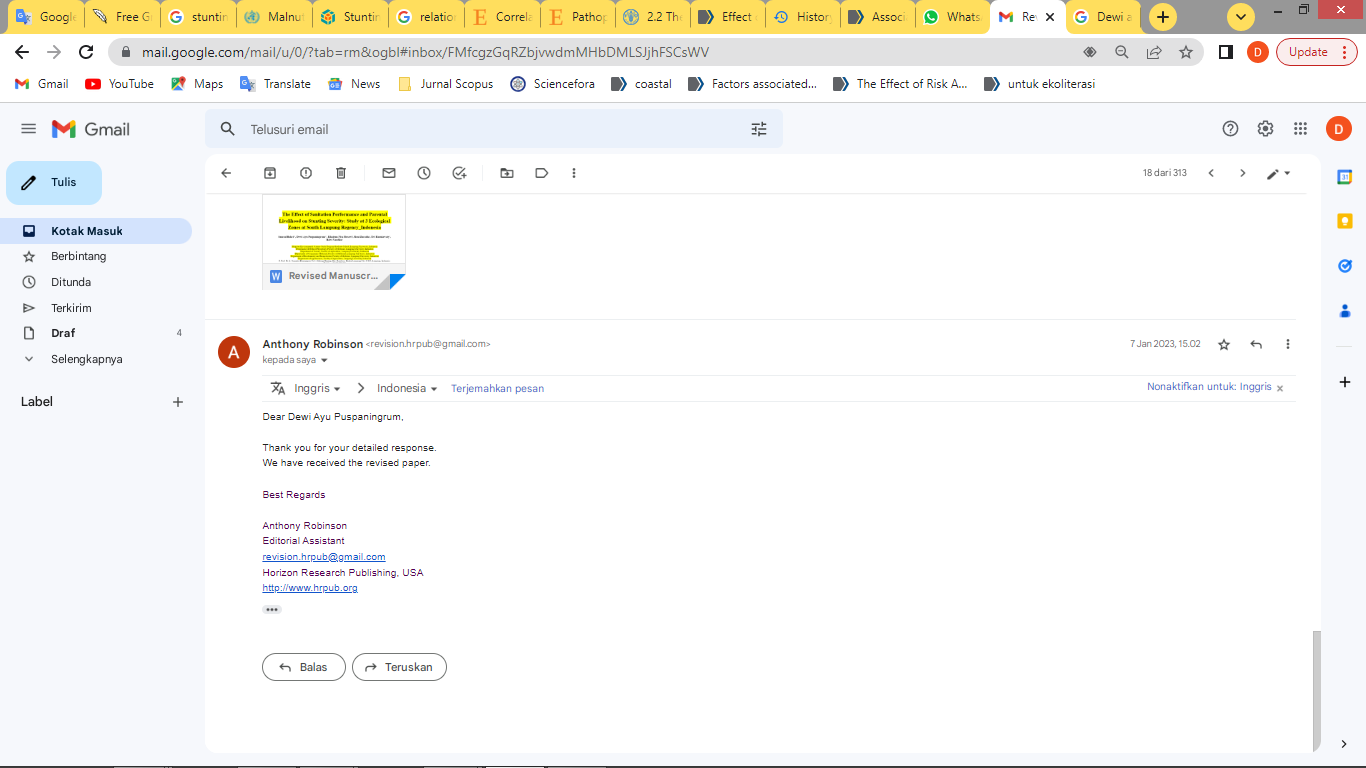 Google
Free G
stuntin
Malnut
Stuntin
relation
Correla
Pathop
2.2 The
Effect
History
Associ
Whats
Re
Dewi a
mail.google.com/mail/u/0/?tab=rm&ogbl#inbox/FMfcgzGqRZbjvwdmMHbDMLSJjhFSCsWV
D
Update
Gmail
YouTube
Maps
Translate
News
Jurnal Scopus
Sciencefora
coastal
Factors associated...
The Effect of Risk A...
untuk ekoliterasi
Gmail
Telusuri email
D
Tulis
18 dari 313
Kotak Masuk
Berbintang
Ditunda
Terkirim
Draf 4
Selengkapnya
Label
The Effect of Sanitation Performance and Parental
Livelihood on Stunting Severity: Study at 3 Ecological
Zones at South Lampung Regency_Indonesia
W Revised Manuscr...
A
Anthony Robinson <revision.hrpub@gmail.com>
7 Jan 2023, 15.02
kepada saya
Inggris > Indonesia Terjemahkan pesan
Nonaktifkan untuk: Inggris x
Dear Dewi Ayu Puspaningrum,
Thank you for your detailed response.
We have received the revised paper.
Best Regards
Anthony Robinson
Editorial Assistant
revision.hrpub@gmail.com
Horizon Research Publishing, USA
http://www.hrpub.org
Balas
Teruskan